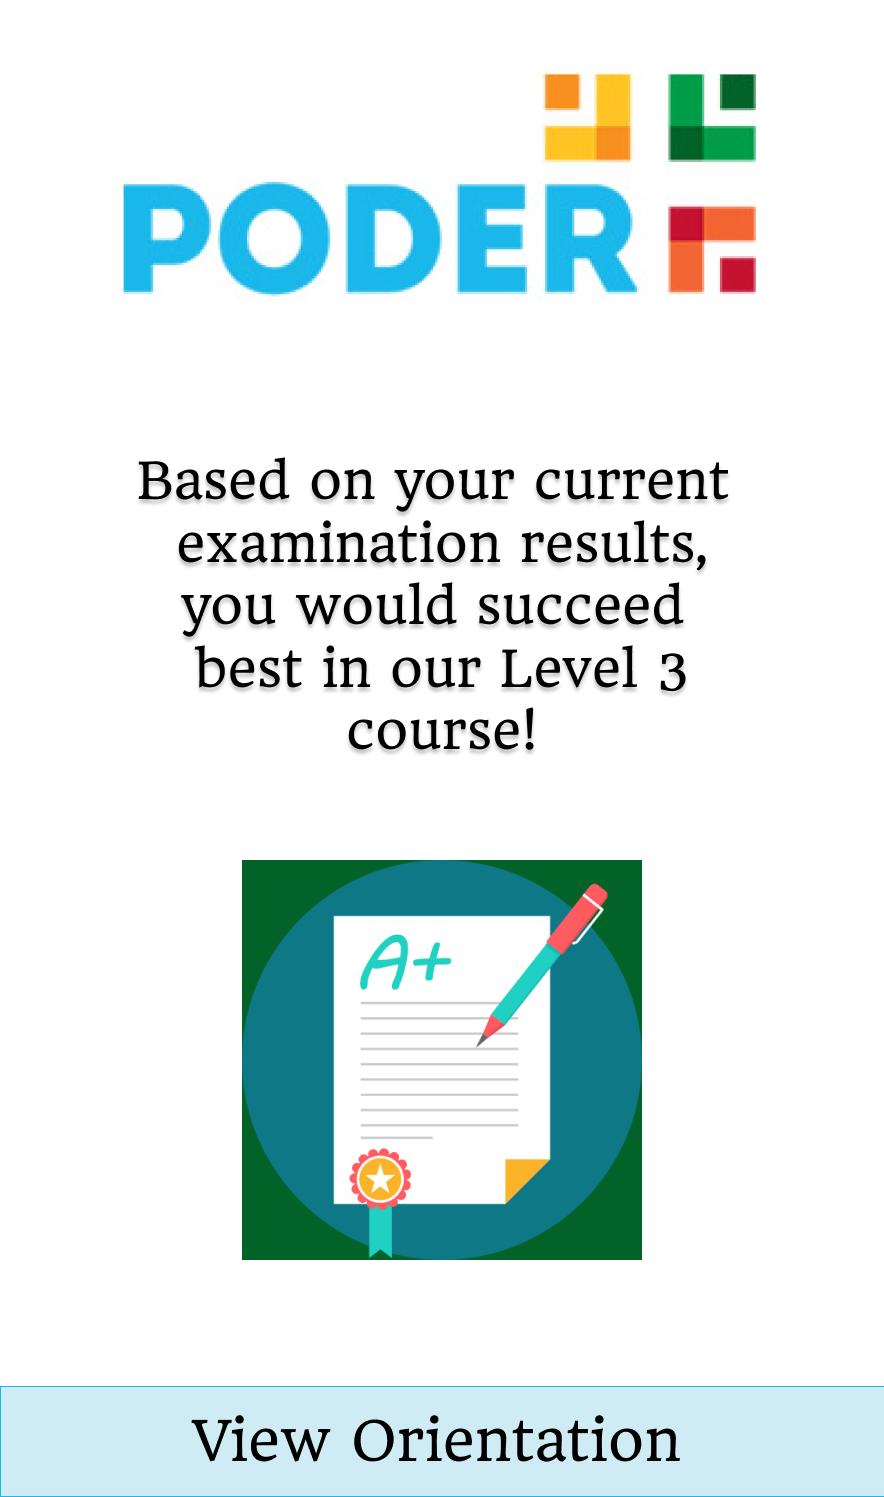 PODER
Based on your current
examination results,
you would succeed
best in our Level 3
course!
A+
View Orientation